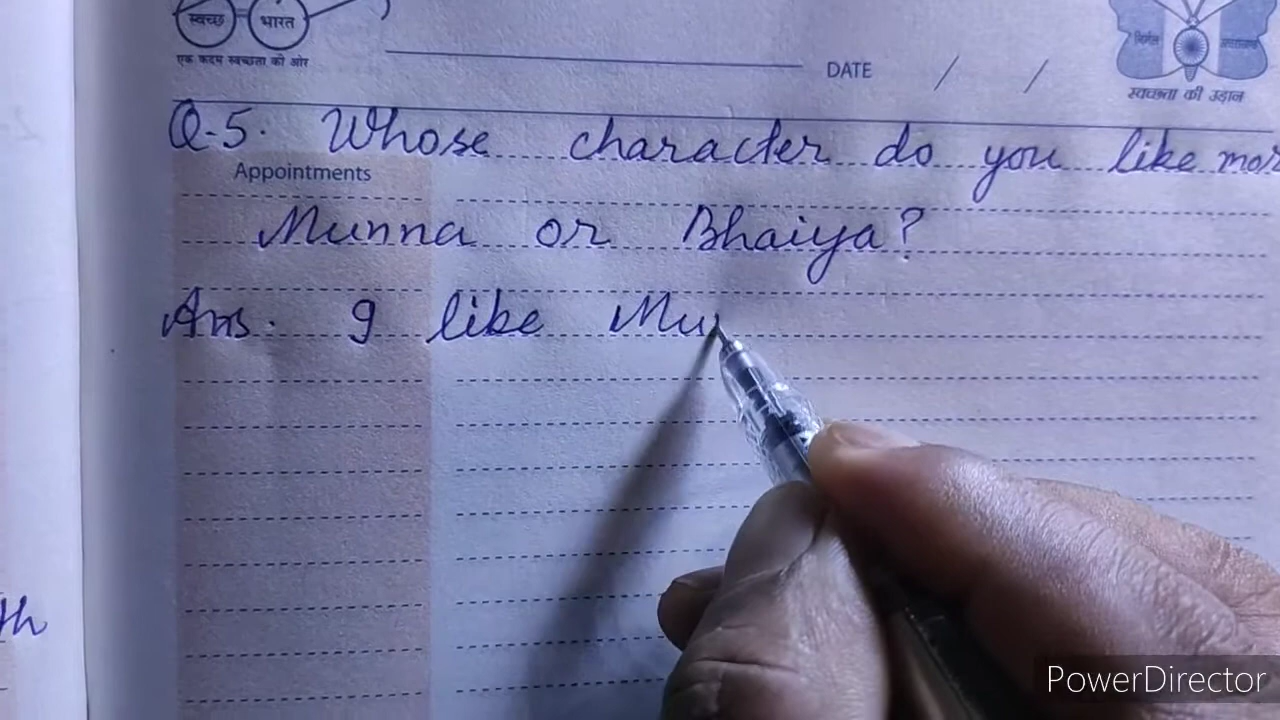 स्वच्छ भारत
एक कदम स्वच्छता की ओर
DATE / /
स्वच्छता की उड़ान
Q.5. Whose character do you like mor
Appointments
Munna or Bhaiya?
Ans. I like Mu
th
PowerDirector